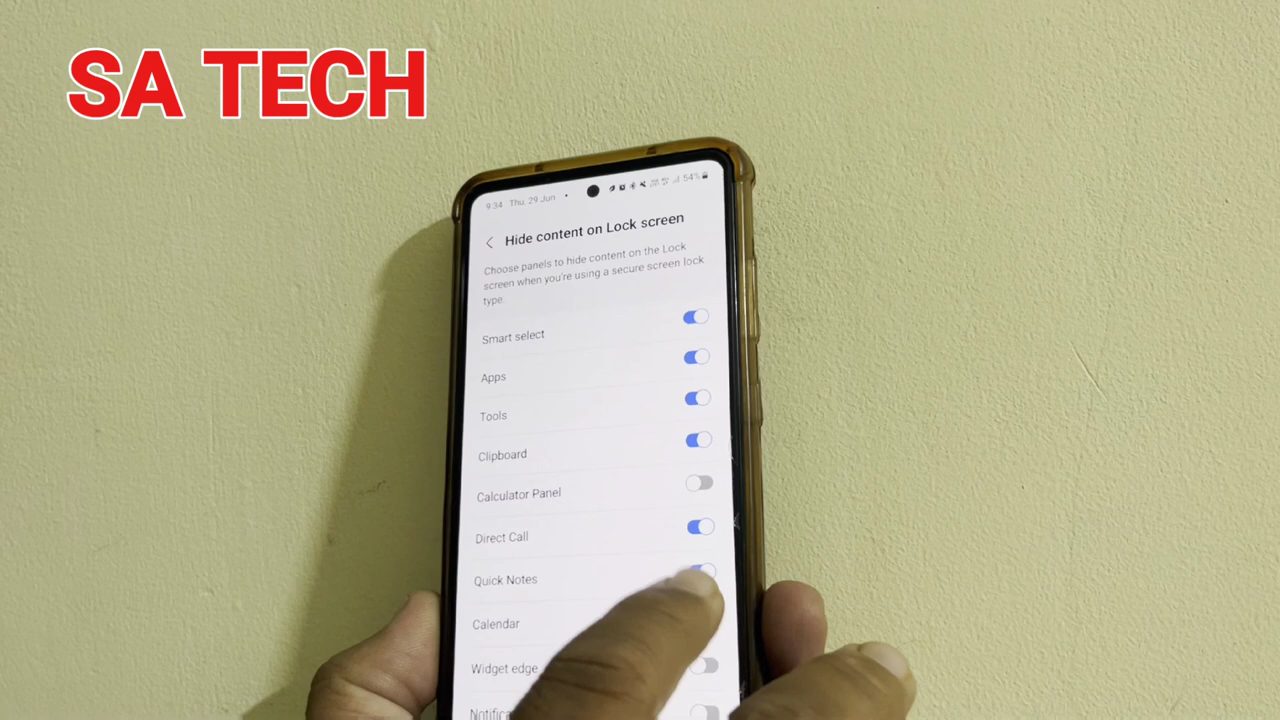 SA TECH
9:34 Thu, 29 Jun
54%
Hide content on Lock screen
Choose panels to hide content on the Lock
screen when you're using a secure screen lock
type.
Smart select
Apps
Tools
Clipboard
Calculator Panel
Direct Call
Quick Notes
Calendar
Widget edge